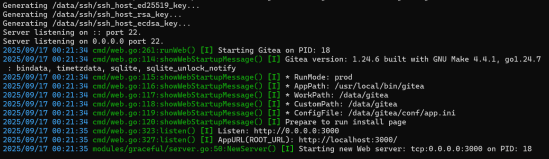 Generating /data/ssh/ssh_host_ed25519_key...
Generating /data/ssh/ssh_host_rsa_key...
Generating /data/ssh/ssh_host_ecdsa_key...
Server listening on :: port 22.
Server listening on 0.0.0.0 port 22.
2025/09/17 00:21:34 cmd/web.go:261:runWeb() [I] Starting Gitea on PID: 18
2025/09/17 00:21:34 cmd/web.go:114:showWebStartupMessage() [I] Gitea version: 1.24.6 built with GNU Make 4.4.1, go1.24.7
: bindata, timetzdata, sqlite, sqlite_unlock_notify
2025/09/17 00:21:34 cmd/web.go:115:showWebStartupMessage() [I] * RunMode: prod
2025/09/17 00:21:34 cmd/web.go:116:showWebStartupMessage() [I] * AppPath: /usr/local/bin/gitea
2025/09/17 00:21:34 cmd/web.go:117:showWebStartupMessage() [I] * WorkPath: /data/gitea
2025/09/17 00:21:34 cmd/web.go:118:showWebStartupMessage() [I] * CustomPath: /data/gitea
2025/09/17 00:21:34 cmd/web.go:119:showWebStartupMessage() [I] * ConfigFile: /data/gitea/conf/app.ini
2025/09/17 00:21:34 cmd/web.go:120:showWebStartupMessage() [I] Prepare to run install page
2025/09/17 00:21:35 cmd/web.go:323:listen() [I] Listen: http://0.0.0.0:3000
2025/09/17 00:21:35 cmd/web.go:327:listen() [I] AppURL(ROOT_URL): http://localhost:3000/
2025/09/17 00:21:35 modules/graceful/server.go:50:NewServer() [I] Starting new Web server: tcp:0.0.0.0:3000 on PID: 18